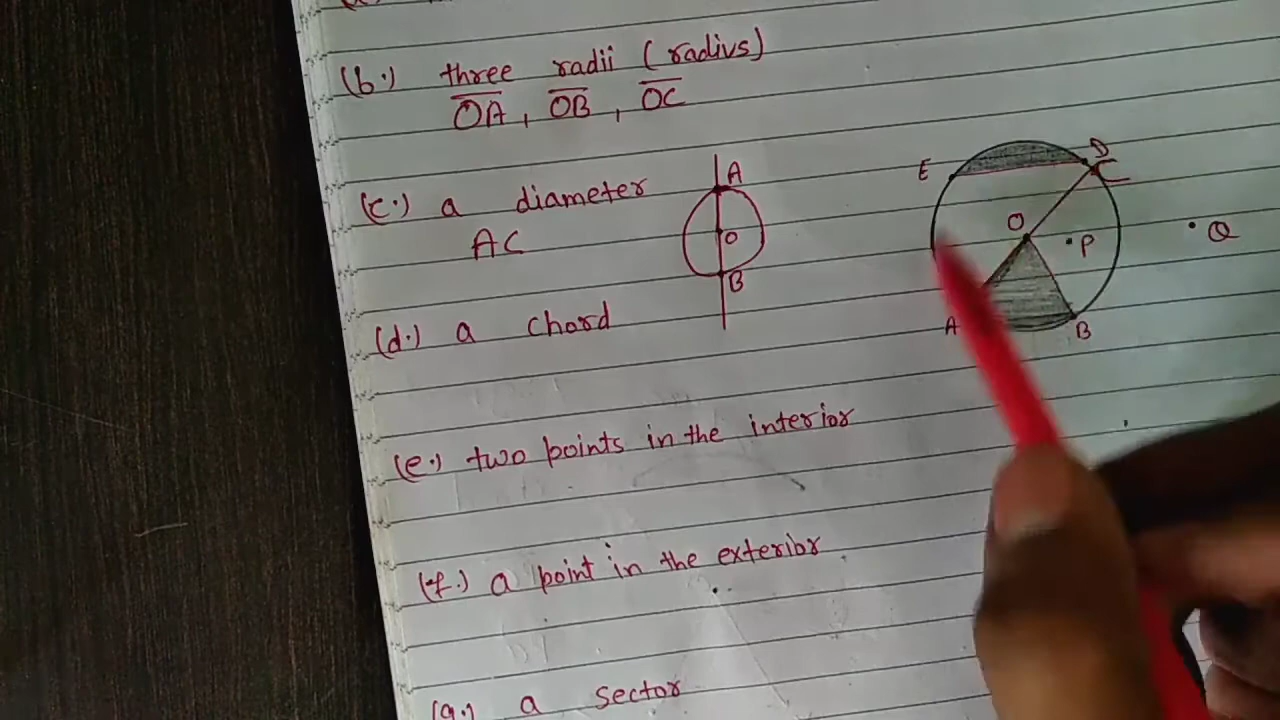 (b.) three radii (radius)
OA, OB, OC
(c.) a diameter
AC
A
O
B
E
D
C
O
P
Q
A
B
(d.) a chord
(e.) two points in the interior
(f.) a point in the exterior
(g.) a sector